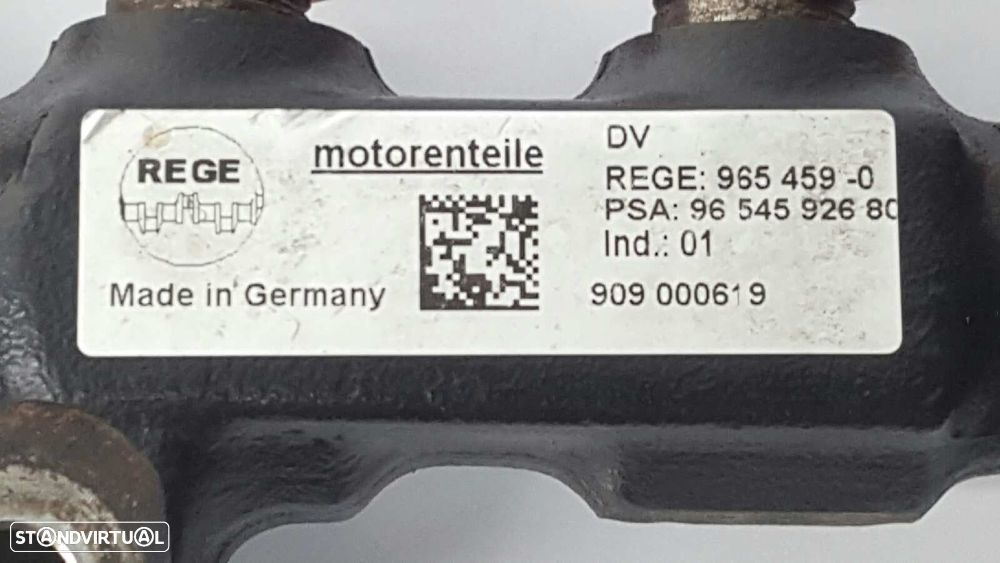 REGE
motorenteile
Made in Germany
DV
REGE: 965 459 -0
PSA: 96 545 926 80
Ind.: 01
909 000619
STANDVIRTUAL